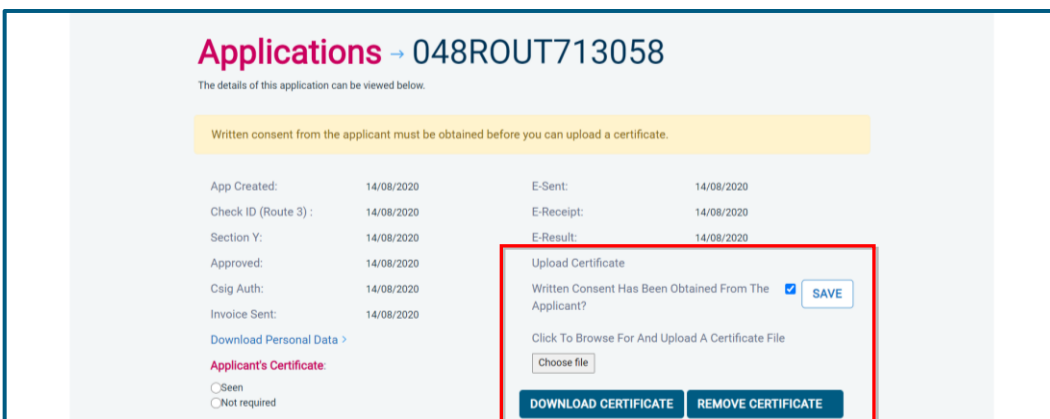 Applications → 048ROUT713058
The details of this application can be viewed below.
Written consent from the applicant must be obtained before you can upload a certificate.
App Created: 14/08/2020
Check ID (Route 3) : 14/08/2020
Section Y: 14/08/2020
Approved: 14/08/2020
Csig Auth: 14/08/2020
Invoice Sent: 14/08/2020
Download Personal Data >
Applicant's Certificate:
Seen
Not required
E-Sent: 14/08/2020
E-Receipt: 14/08/2020
E-Result: 14/08/2020
Upload Certificate
Written Consent Has Been Obtained From The
Applicant?
SAVE
Click To Browse For And Upload A Certificate File
Choose file
DOWNLOAD CERTIFICATE REMOVE CERTIFICATE